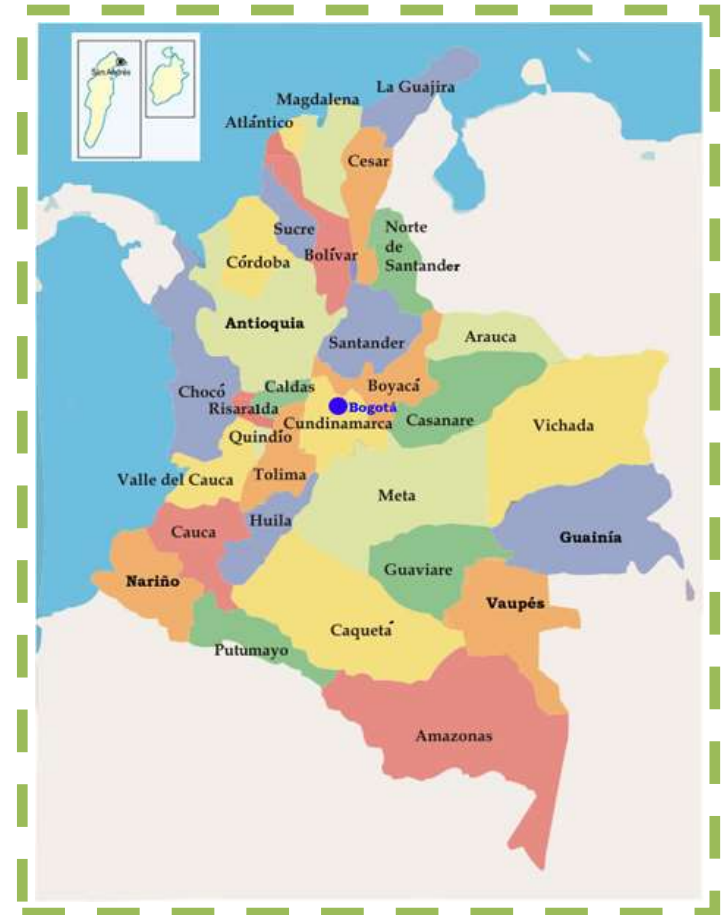 San Andrés
La Guajira
Magdalena
Atlántico
Cesar
Sucre
Norte
de
Santander
Bolívar
Córdoba
Antioquia
Santander
Arauca
Chocó
Caldas
Boyacá
Risaralda
Bogotá
Cundinamarca
Casanare
Vichada
Quindío
Valle del Cauca
Tolima
Meta
Cauca
Huila
Guainía
Nariño
Guaviare
Vaupés
Caquetá
Putumayo
Amazonas